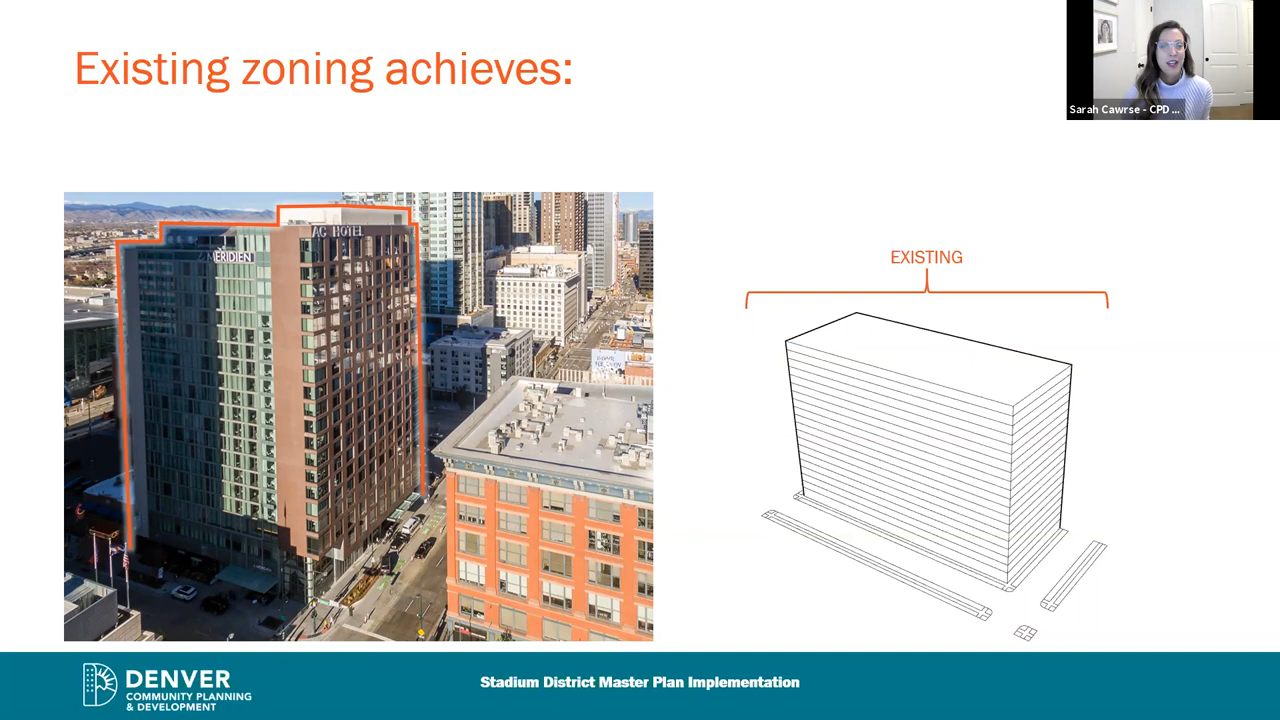 Existing zoning achieves:
Sarah Cawrse - CPD ...
AC HOTEL
MERIDIEN
EXISTING
DENVER
COMMUNITY PLANNING
& DEVELOPMENT
Stadium District Master Plan Implementation